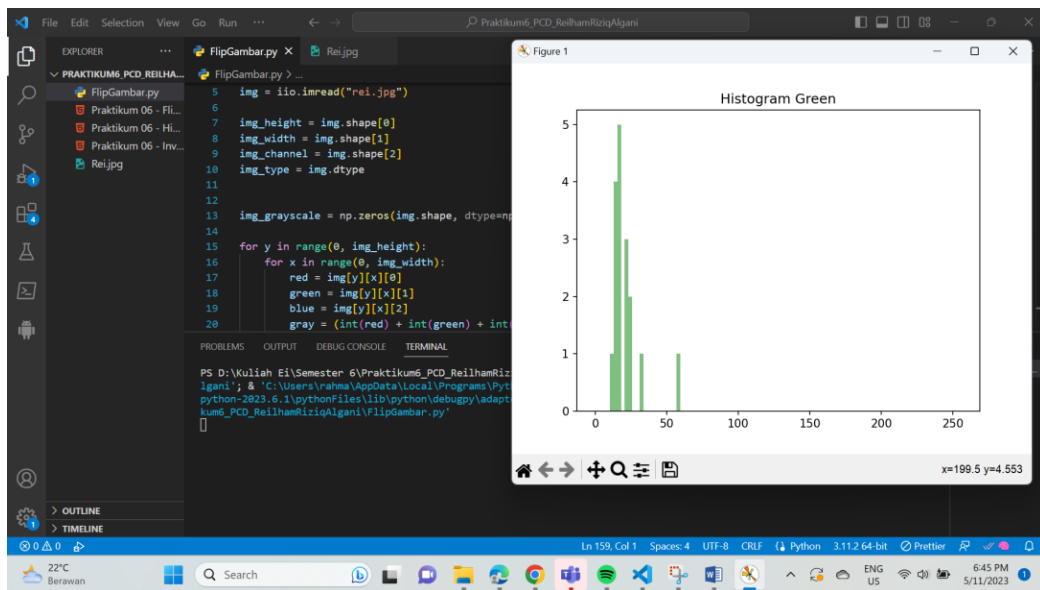 File Edit Selection View Go Run ... Praktikum6_PCD_ReilhamRiziqAlgani
EXPLORER ...
PRAKTIKUM6_PCD_REILHA...
FlipGambar.py
Praktikum 06 - Fli...
Praktikum 06 - Hi...
Praktikum 06 - Inv...
Rei.jpg
OUTLINE
TIMELINE
1
4
1
FlipGambar.py Rei.jpg
FlipGambar.py > ...
5 img = iio.imread("rei.jpg")
6
7 img_height = img.shape[0]
8 img_width = img.shape[1]
9 img_channel = img.shape[2]
10 img_type = img.dtype
11
12
13 img_grayscale = np.zeros(img.shape, dtype=np
14
15 for y in range(0, img_height):
16 for x in range(0, img_width):
17 red = img[y][x][0]
18 green = img[y][x][1]
19 blue = img[y][x][2]
20 gray = (int(red) + int(green) + int(
PROBLEMS OUTPUT DEBUG CONSOLE TERMINAL
PS D:\Kuliah Ei\Semester 6\Praktikum6_PCD_ReilhamRiz
lgani'; & 'C:\Users\rahma\AppData\Local\Programs\Pyt
python-2023.6.1\pythonFiles\lib\python\debugpy\adapt
kum6_PCD_ReilhamRiziqAlgani\FlipGambar.py'
Figure 1
Histogram Green
5
4
3
2
1
0
0 50 100 150 200 250
x=199.5 y=4.553
0 0 Ln 159, Col 1 Spaces: 4 UTF-8 CRLF Python 3.11.2 64-bit Prettier
22°C
Berawan
Search
ENG
US
6:45 PM
5/11/2023
1